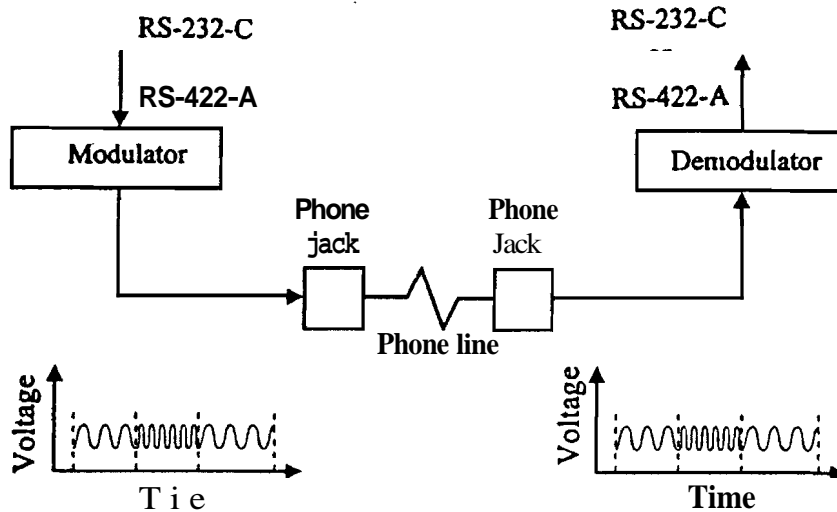 RS-232-C
RS-422-A
Modulator
RS-232-C
RS-422-A
Demodulator
Phone
jack
Phone
Jack
Phone line
Voltage
T i e
Voltage
Time